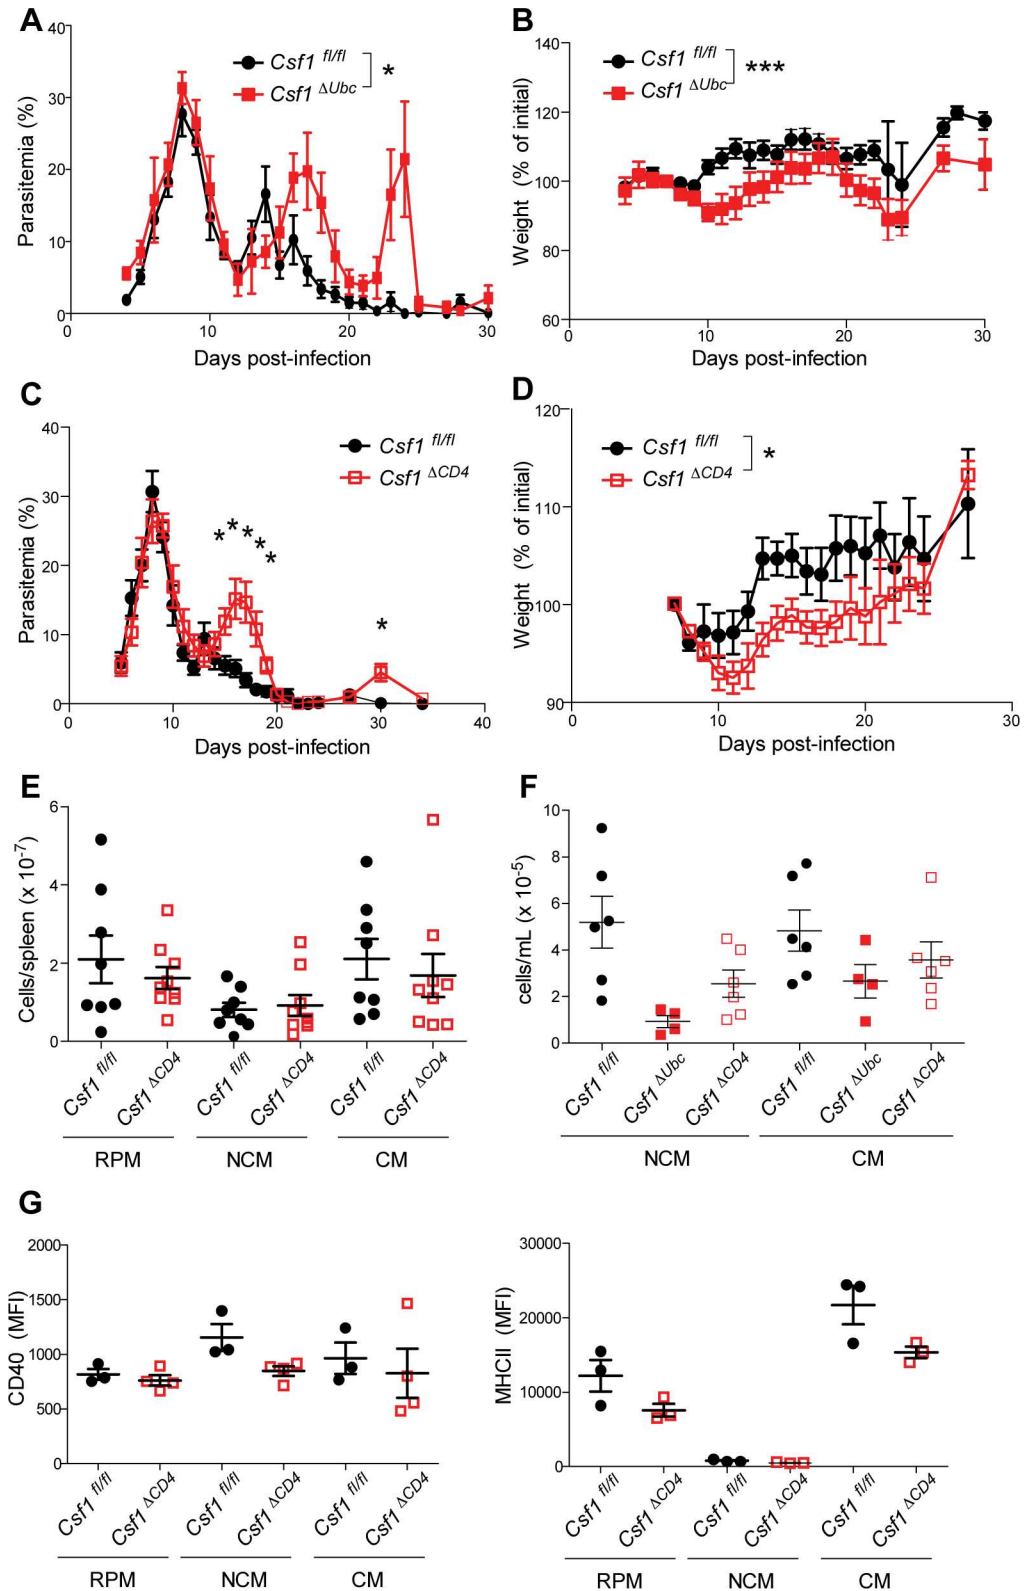 A
Parasitemia (%)
40
30
20
10
0
Csf1 fl/fl
Csf1 ΔUbc
*
0 10 20 30
Days post-infection
B
Weight (% of initial)
140
120
100
80
60
Csf1 fl/fl
Csf1 ΔUbc
***
0 10 20 30
Days post-infection
C
Parasitemia (%)
40
30
20
10
0
Csf1 fl/fl
Csf1 ΔCD4
* * * * *
*
0 10 20 30 40
Days post-infection
D
Weight (% of initial)
120
110
100
90
Csf1 fl/fl
Csf1 ΔCD4
*
0 10 20 30
Days post-infection
E
Cells/spleen (x 10-7)
6
4
2
0
Csf1 fl/fl Csf1 ΔCD4 Csf1 fl/fl Csf1 ΔCD4 Csf1 fl/fl Csf1 ΔCD4
RPM NCM CM
F
cells/mL (x 10-5)
10
8
6
4
2
0
Csf1 fl/fl Csf1 ΔUbc Csf1 ΔCD4 Csf1 fl/fl Csf1 ΔUbc Csf1 ΔCD4
NCM CM
G
CD40 (MFI)
2000
1500
1000
500
0
Csf1 fl/fl Csf1 ΔCD4 Csf1 fl/fl Csf1 ΔCD4 Csf1 fl/fl Csf1 ΔCD4
RPM NCM CM
MHCII (MFI)
30000
20000
10000
0
Csf1 fl/fl Csf1 ΔCD4 Csf1 fl/fl Csf1 ΔCD4 Csf1 fl/fl Csf1 ΔCD4
RPM NCM CM